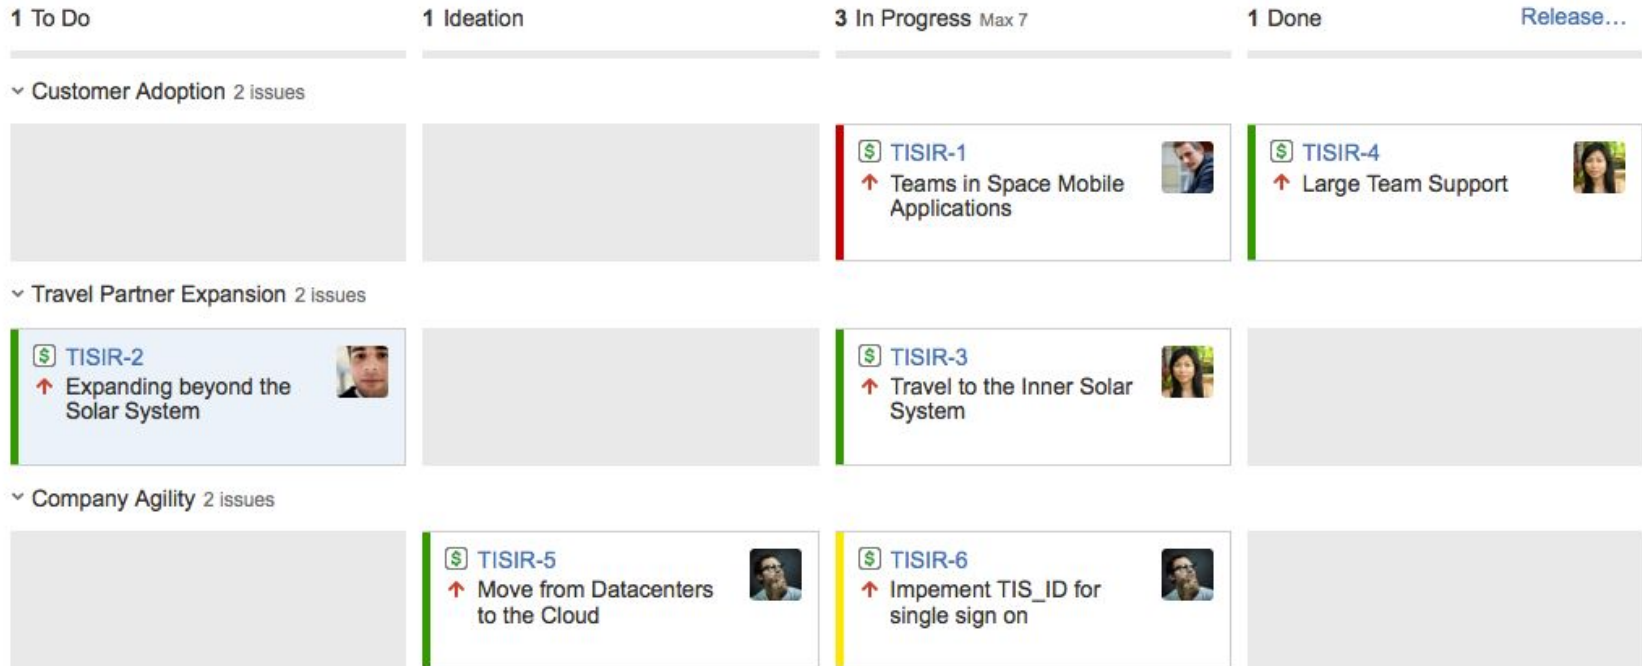 1 To Do
1 Ideation
3 In Progress Max 7
1 Done
Release...
Customer Adoption 2 issues
$ TISIR-1
Teams in Space Mobile
Applications
$ TISIR-4
Large Team Support
Travel Partner Expansion 2 issues
$ TISIR-2
Expanding beyond the
Solar System
$ TISIR-3
Travel to the Inner Solar
System
Company Agility 2 issues
$ TISIR-5
Move from Datacenters
to the Cloud
$ TISIR-6
Impement TIS_ID for
single sign on